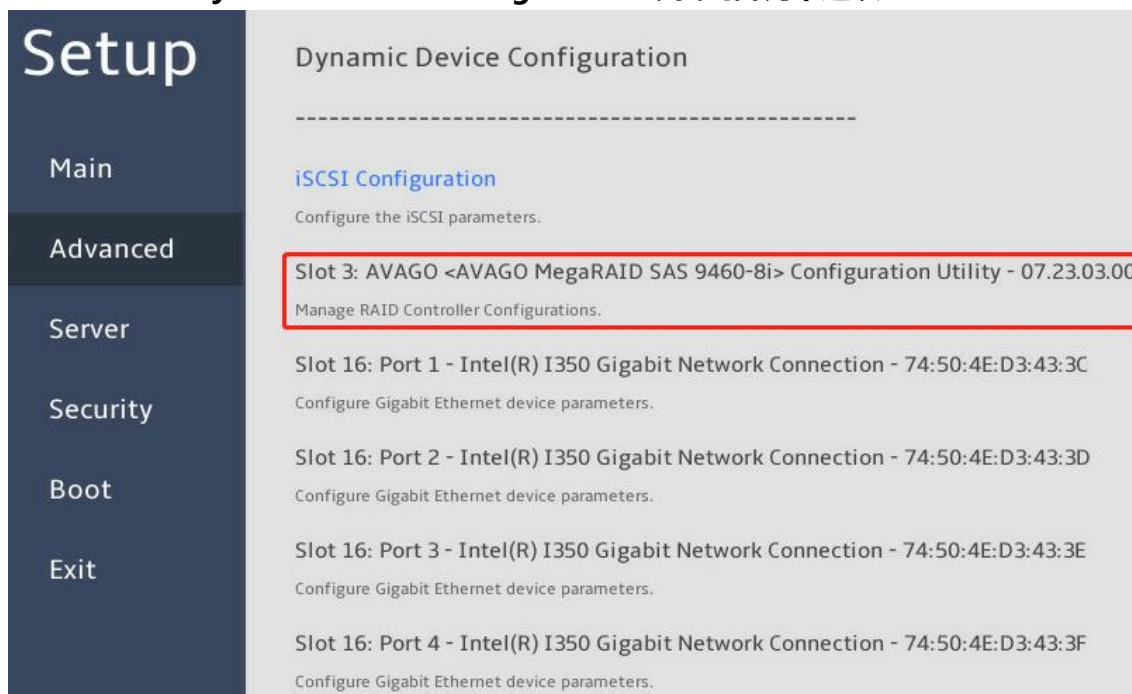 Setup
Main
Advanced
Server
Security
Boot
Exit
Dynamic Device Configuration
--------------------------------------------------
iSCSI Configuration
Configure the iSCSI parameters.
Slot 3: AVAGO <AVAGO MegaRAID SAS 9460-8i> Configuration Utility - 07.23.03.00
Manage RAID Controller Configurations.
Slot 16: Port 1 - Intel(R) I350 Gigabit Network Connection - 74:50:4E:D3:43:3C
Configure Gigabit Ethernet device parameters.
Slot 16: Port 2 - Intel(R) I350 Gigabit Network Connection - 74:50:4E:D3:43:3D
Configure Gigabit Ethernet device parameters.
Slot 16: Port 3 - Intel(R) I350 Gigabit Network Connection - 74:50:4E:D3:43:3E
Configure Gigabit Ethernet device parameters.
Slot 16: Port 4 - Intel(R) I350 Gigabit Network Connection - 74:50:4E:D3:43:3F
Configure Gigabit Ethernet device parameters.